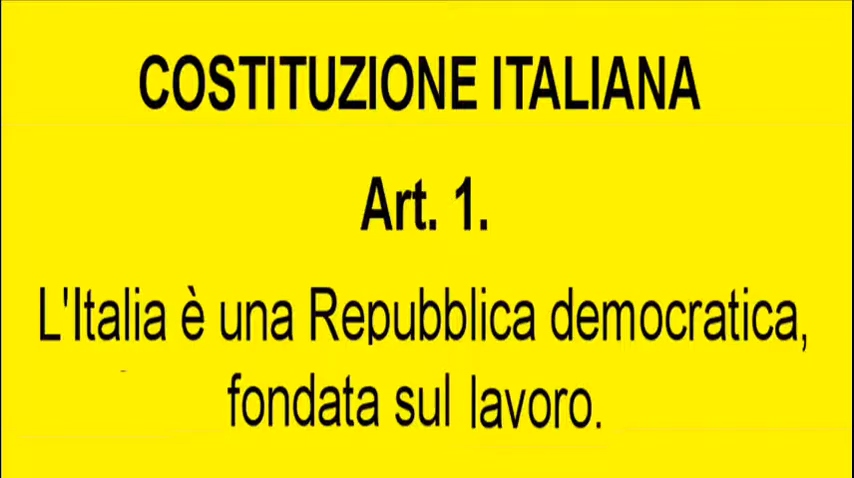 COSTITUZIONE ITALIANA
Art. 1.
L'Italia è una Repubblica democratica,
fondata sul lavoro.